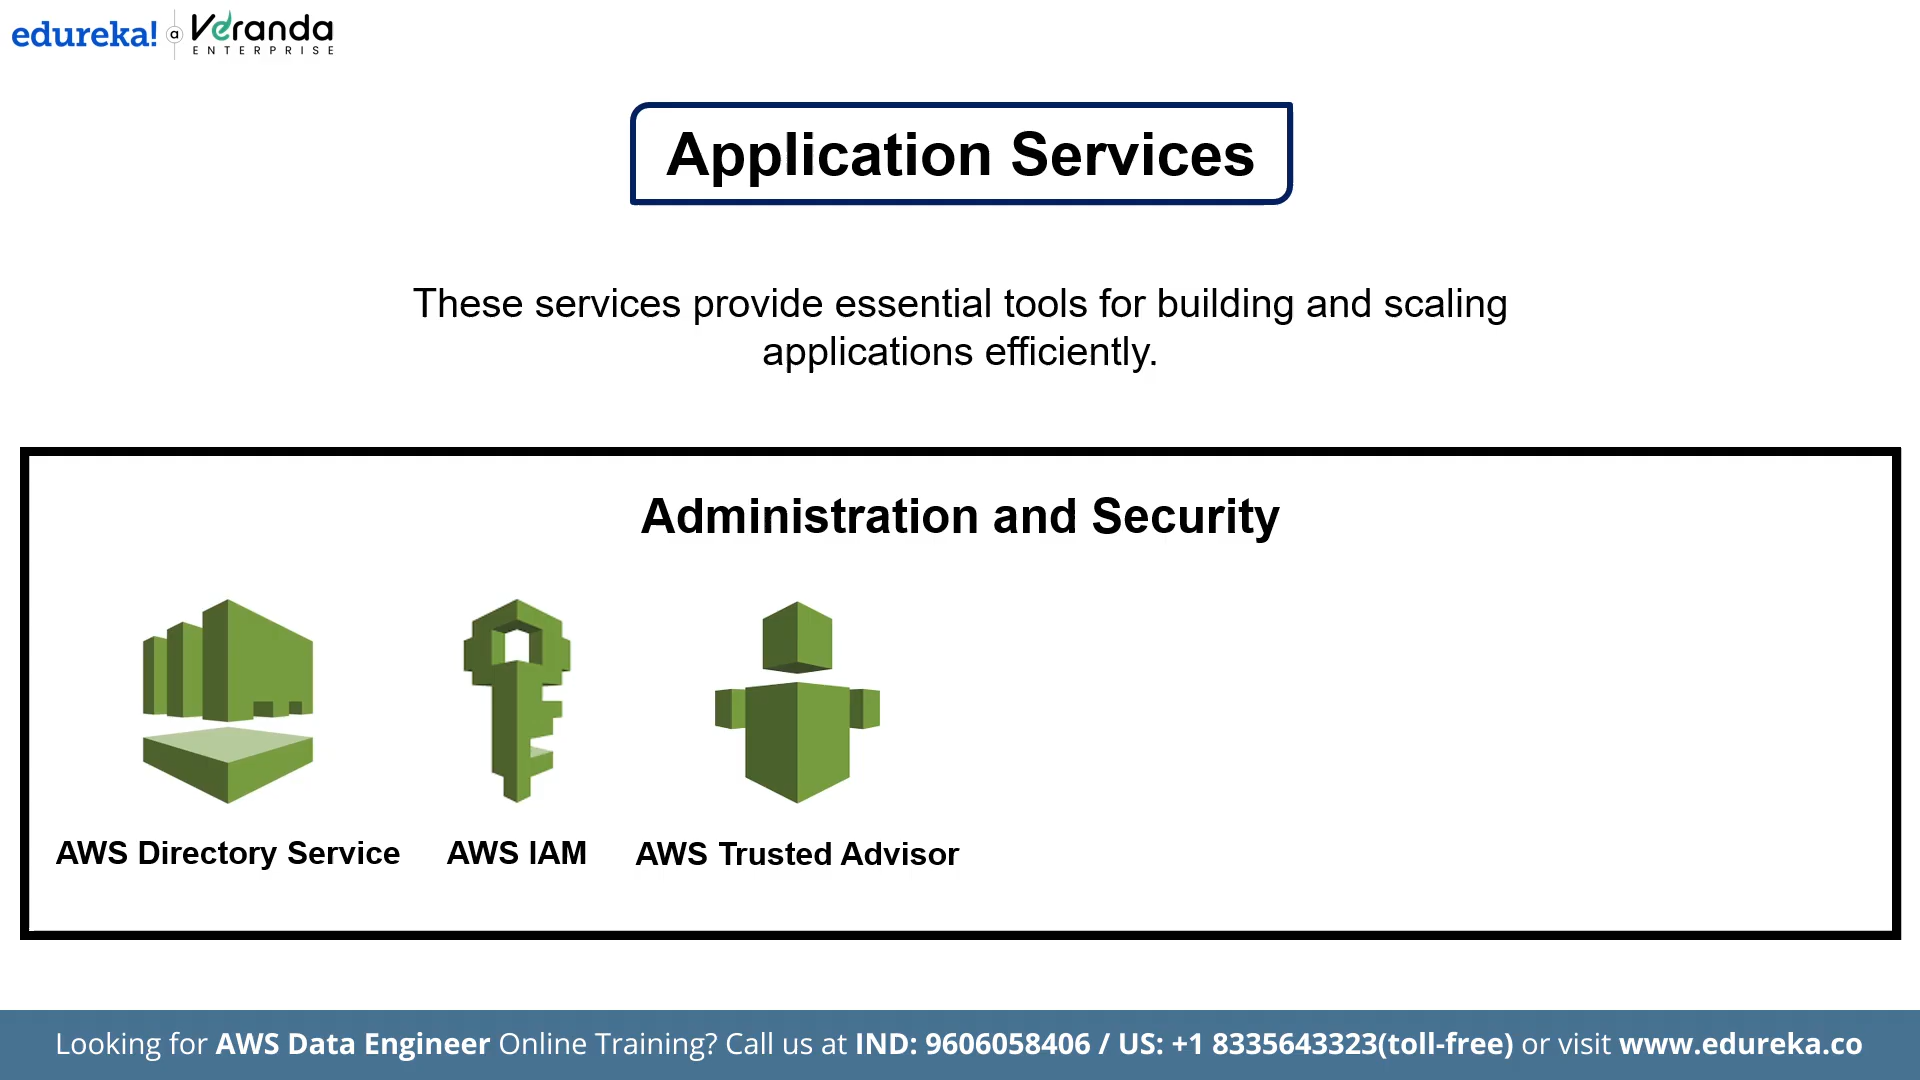 edureka! a Veranda
ENTERPRISE
Application Services
These services provide essential tools for building and scaling
applications efficiently.
Administration and Security
AWS Directory Service AWS IAM AWS Trusted Advisor
Looking for AWS Data Engineer Online Training? Call us at IND: 9606058406 / US: +1 8335643323(toll-free) or visit www.edureka.co